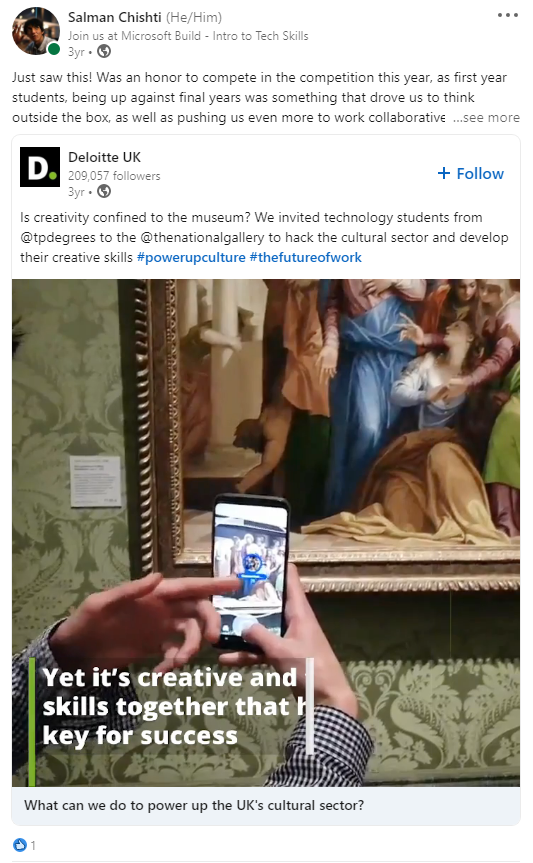 Salman Chishti (He/Him)
Join us at Microsoft Build - Intro to Tech Skills
3yr •
Just saw this! Was an honor to compete in the competition this year, as first year
students, being up against final years was something that drove us to think
outside the box, as well as pushing us even more to work collaborative ...see more
D.
Deloitte UK
209,057 followers
3yr •
+ Follow
Is creativity confined to the museum? We invited technology students from
@tpdegrees to the @thenationalgallery to hack the cultural sector and develop
their creative skills #powerupculture #thefutureofwork
Yet it's creative and
skills together that h
key for success
What can we do to power up the UK's cultural sector?
1